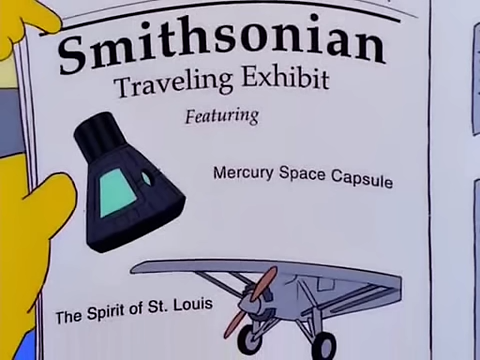 Smithsonian
Traveling Exhibit
Featuring
Mercury Space Capsule
The Spirit of St. Louis